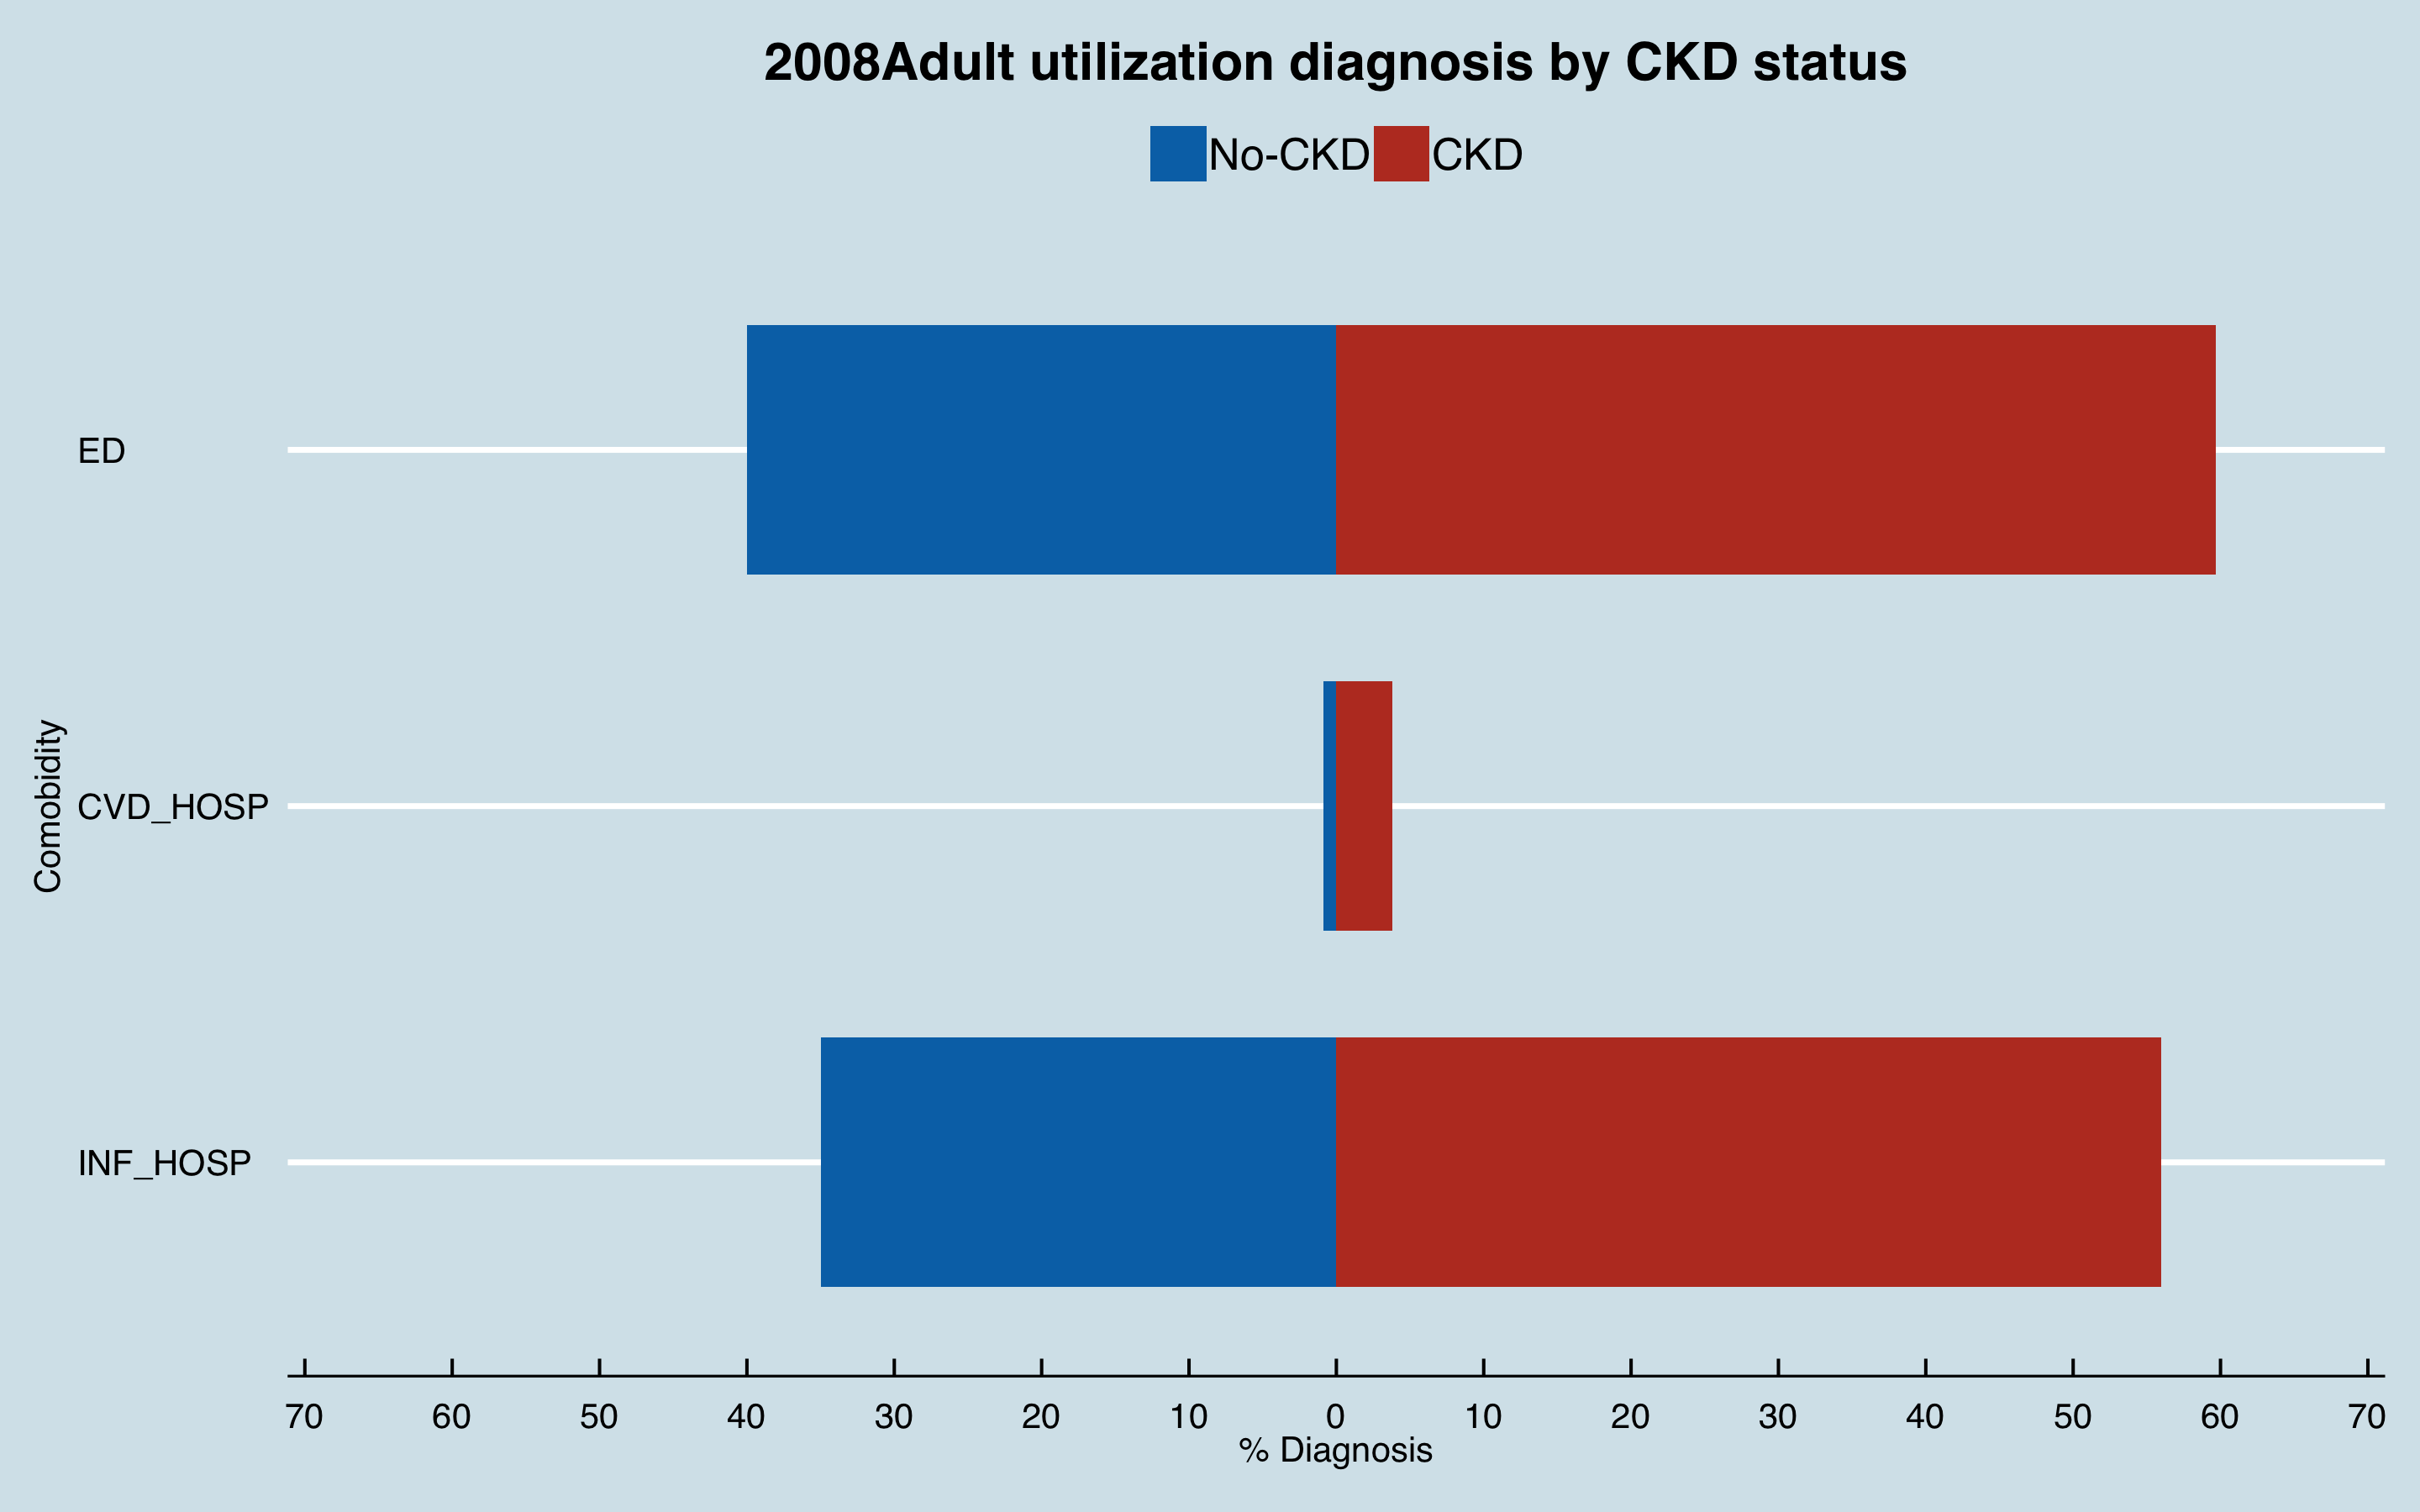 2008Adult utilization diagnosis by CKD status
No-CKD CKD
ED
CVD_HOSP
INF_HOSP
Comobidity
70 60 50 40 30 20 10 0 10 20 30 40 50 60 70
% Diagnosis